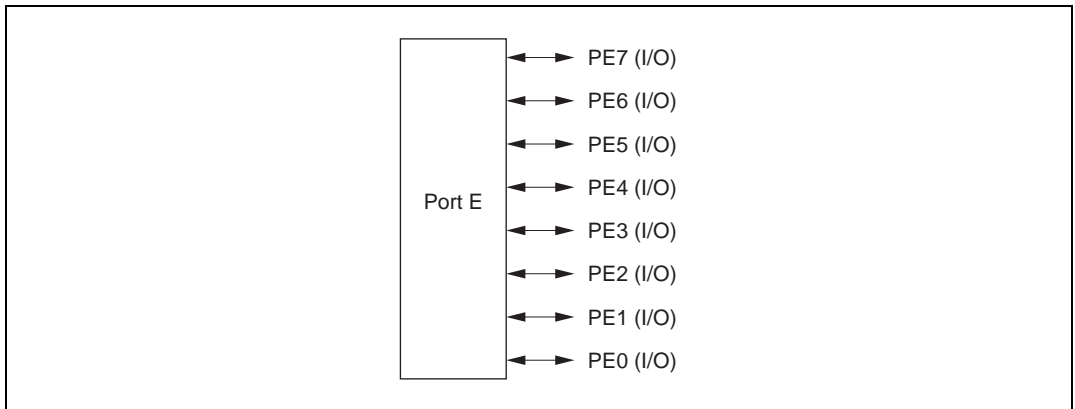 PE7 (I/O)
PE6 (I/O)
PE5 (I/O)
PE4 (I/O)
Port E
PE3 (I/O)
PE2 (I/O)
PE1 (I/O)
PE0 (I/O)